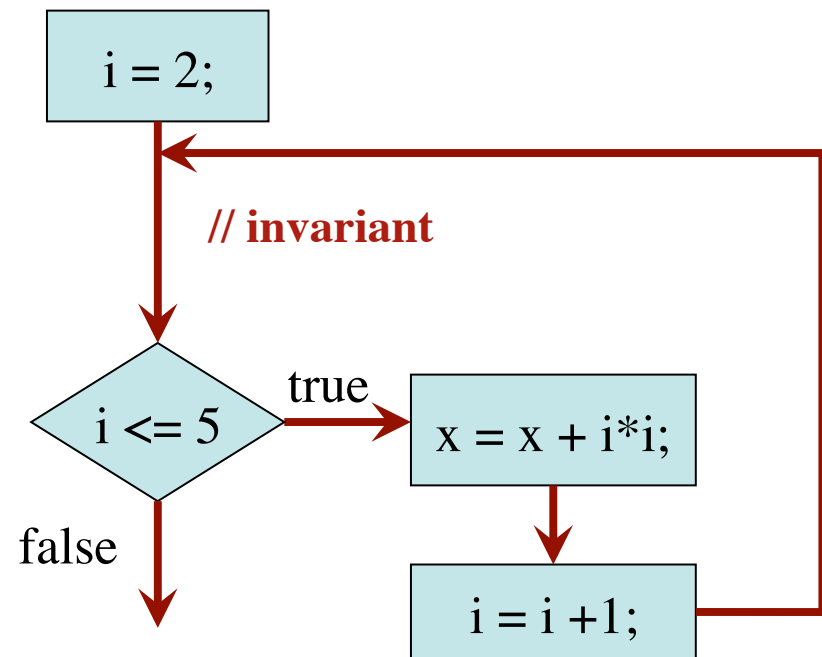 i = 2;
// invariant
true
i <= 5
x = x + i*i;
false
i = i +1;